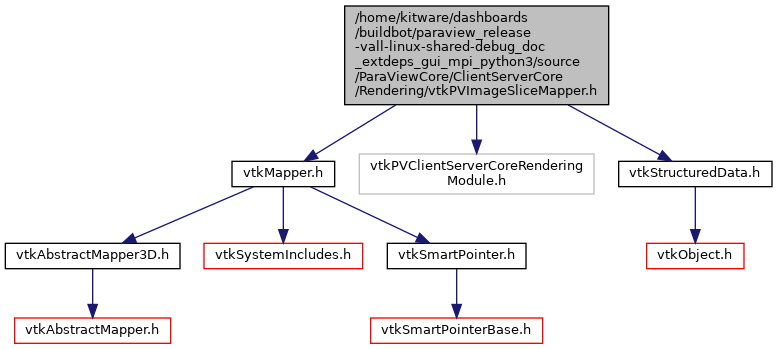 /home/kitware/dashboards
/buildbot/paraview_release
-vall-linux-shared-debug_doc
_extdeps_gui_mpi_python3/source
/ParaViewCore/ClientServerCore
/Rendering/vtkPVImageSliceMapper.h
vtkMapper.h
vtkPVClientServerCoreRendering
Module.h
vtkStructuredData.h
vtkAbstractMapper3D.h
vtkSystemIncludes.h
vtkSmartPointer.h
vtkObject.h
vtkAbstractMapper.h
vtkSmartPointerBase.h